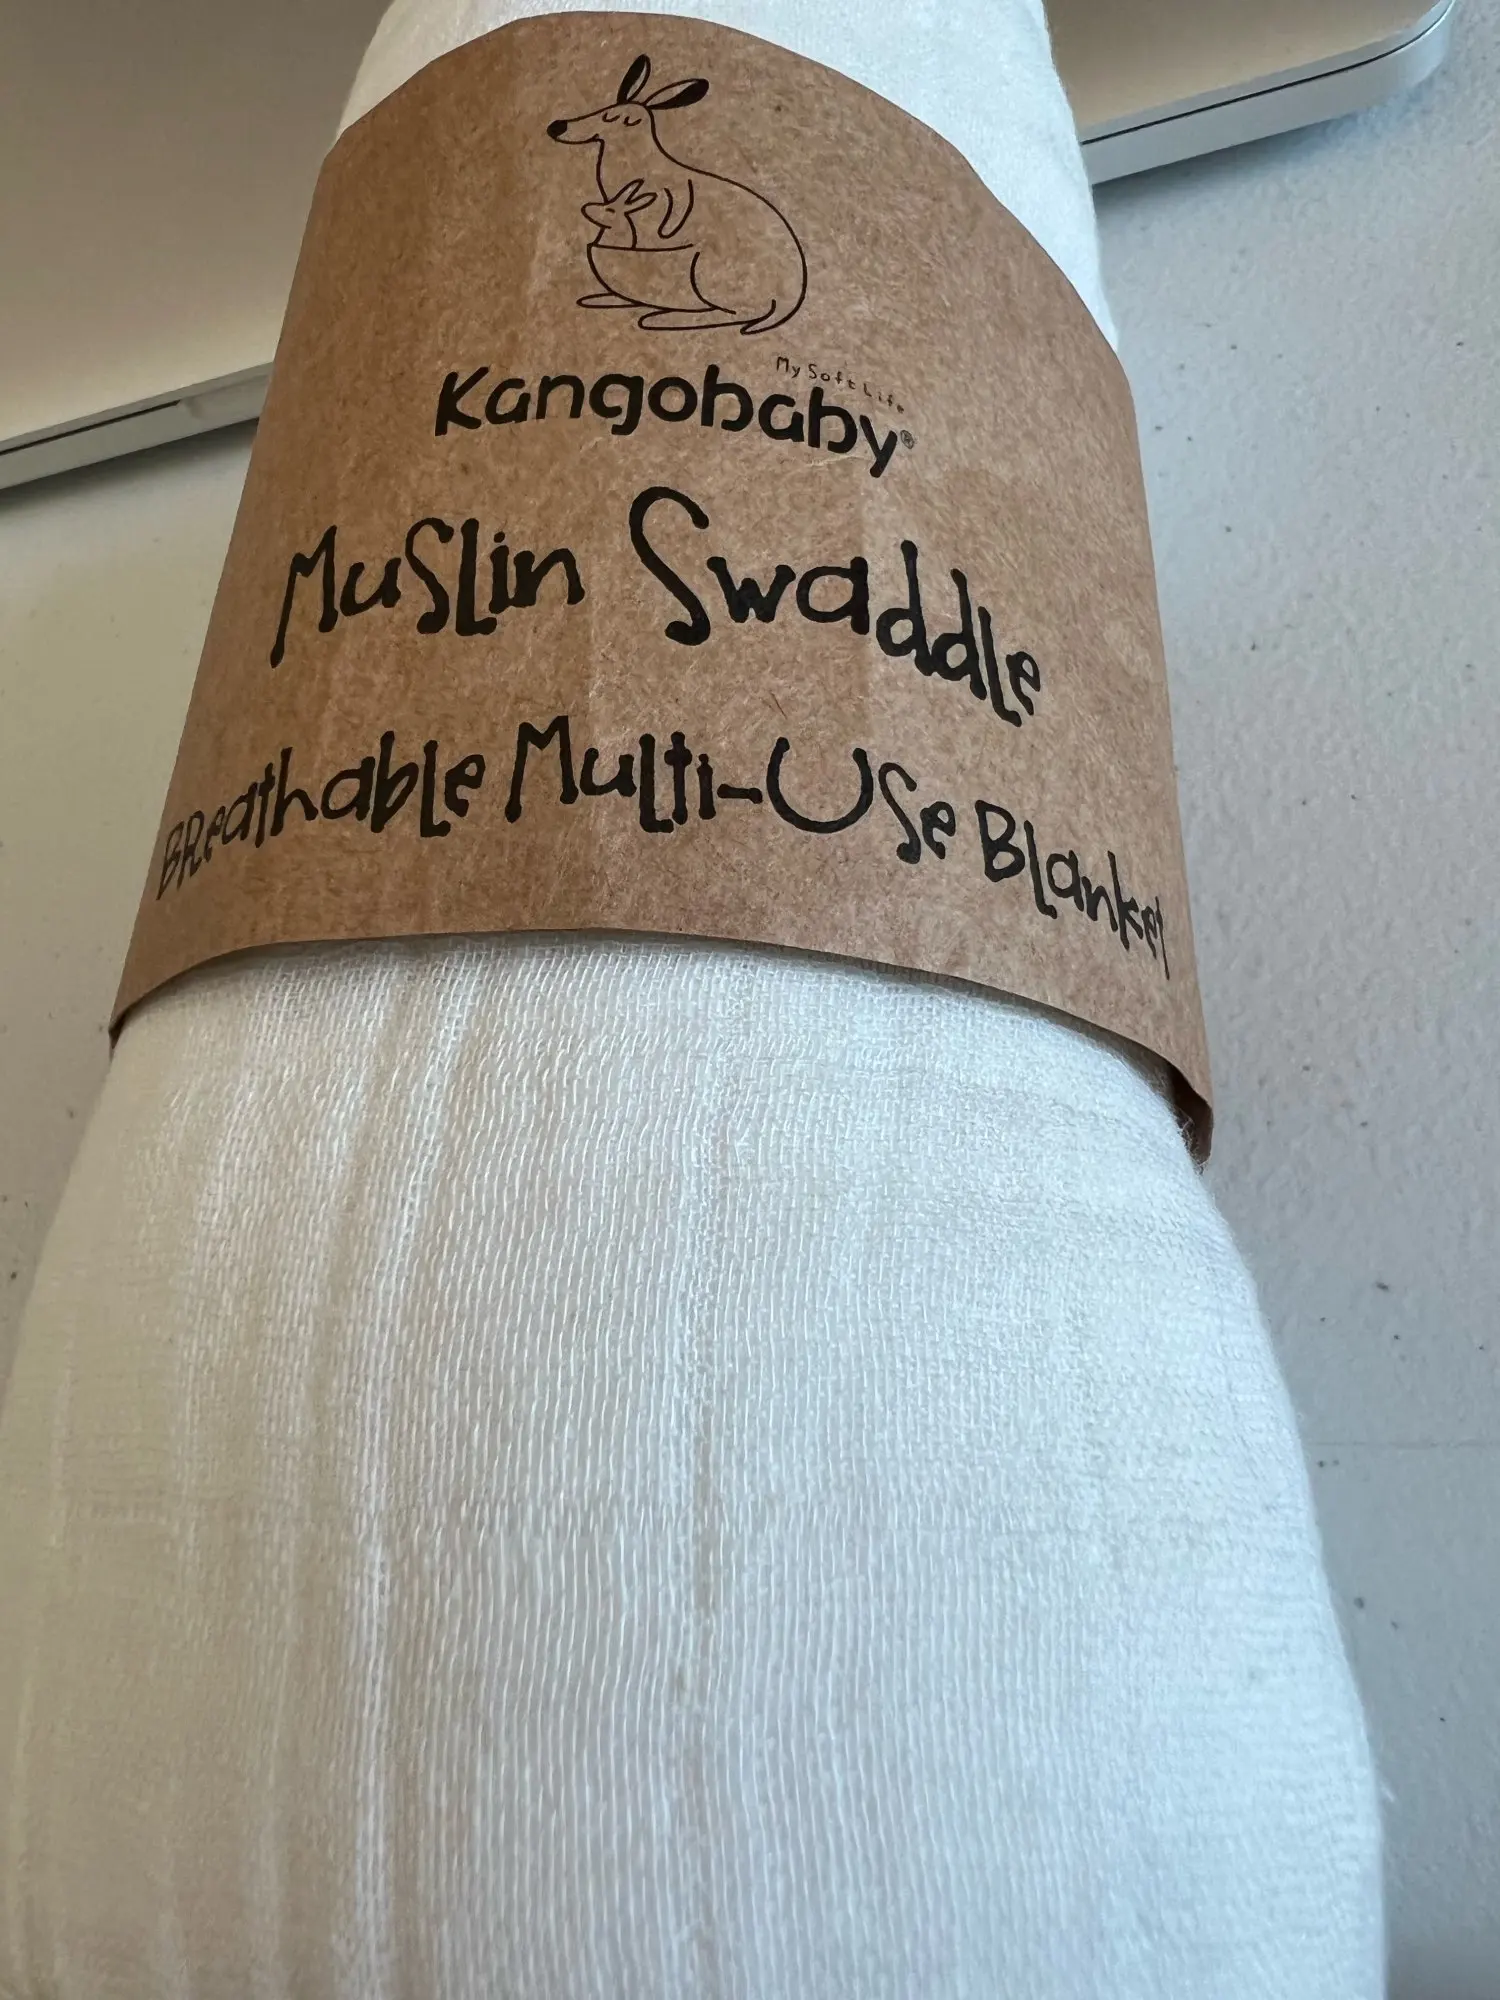 My Soft Life
Kangobaby®
Muslin Swaddle
Breathable Multi-Use Blanket